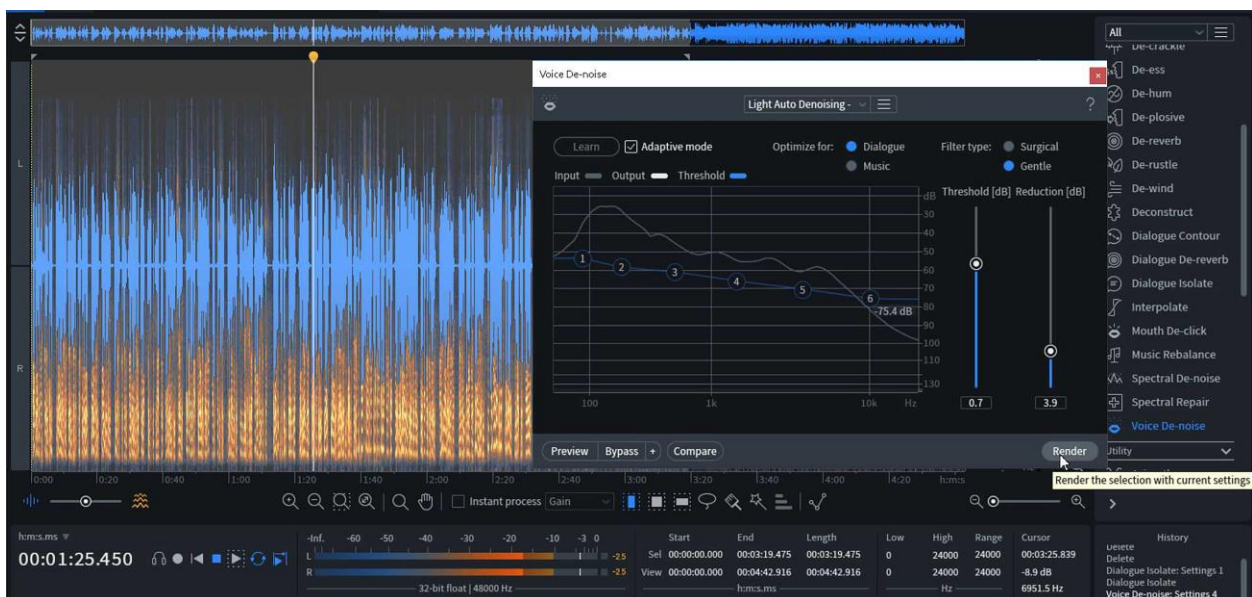 All
De-crackle
De-ess
De-hum
De-plosive
De-reverb
De-rustle
De-wind
Deconstruct
Dialogue Contour
Dialogue De-reverb
Dialogue Isolate
Interpolate
Mouth De-click
Music Rebalance
Spectral De-noise
Spectral Repair
Voice De-noise
Utility
L
R
Voice De-noise
×
Light Auto Denoising -
?
Learn Adaptive mode Optimize for: Dialogue Filter type: Surgical
Music Gentle
Input Output Threshold
Threshold [dB] Reduction [dB]
dB
-30
-40
-50
-60
-70
-80
-90
-100
-110
-130
1 2 3 4 5 6
-75.4 dB
100 1k 10k Hz
0.7 3.9
Preview Bypass + Compare Render
Render the selection with current settings
0:00 0:20 0:40 1:00 1:20 1:40 2:00 2:20 2:40 3:00 3:20 3:40 4:00 4:20 h:m:s
Instant process Gain
h:m:s.ms
00:01:25.450
-Inf. -60 -50 -40 -30 -20 -10 -3 0
L -25
R -25
32-bit float | 48000 Hz
Start End Length Low High Range Cursor
Sel 00:00:00.000 00:03:19.475 00:03:19.475 0 24000 24000 00:03:25.839
View 00:00:00.000 00:04:42.916 00:04:42.916 0 24000 24000 -8.9 dB
h:m:s.ms Hz 6951.5 Hz
History
Delete
Delete
Dialogue Isolate: Settings 1
Dialogue Isolate
Voice De-noise: Settings 4